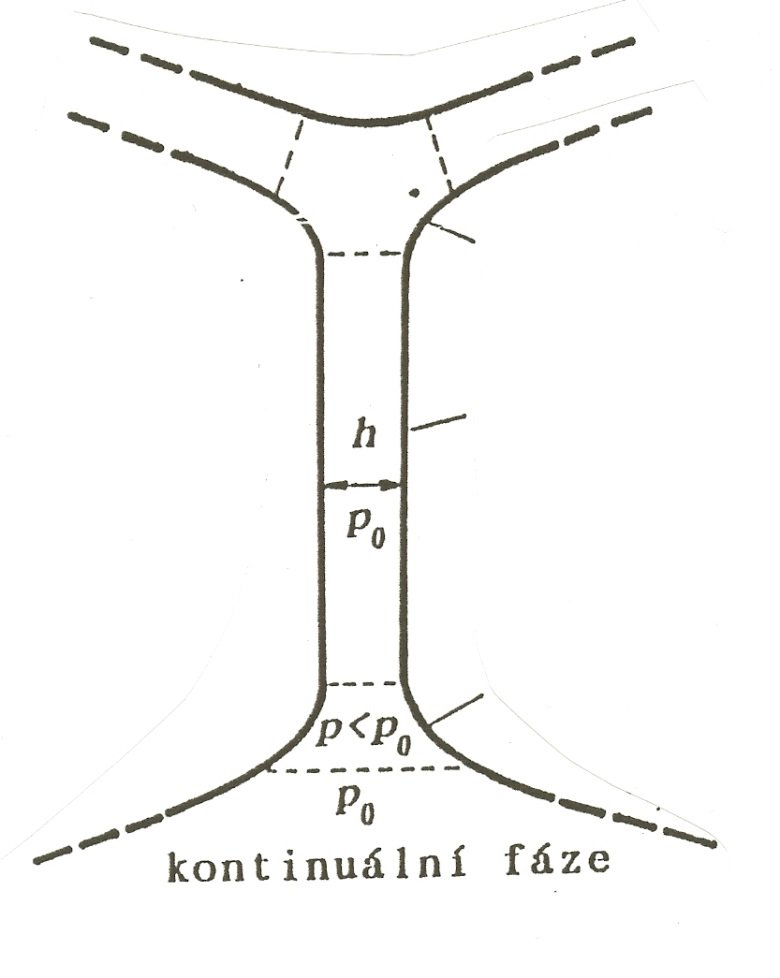 h
p₀
p<p₀
p₀
kontinuální fáze